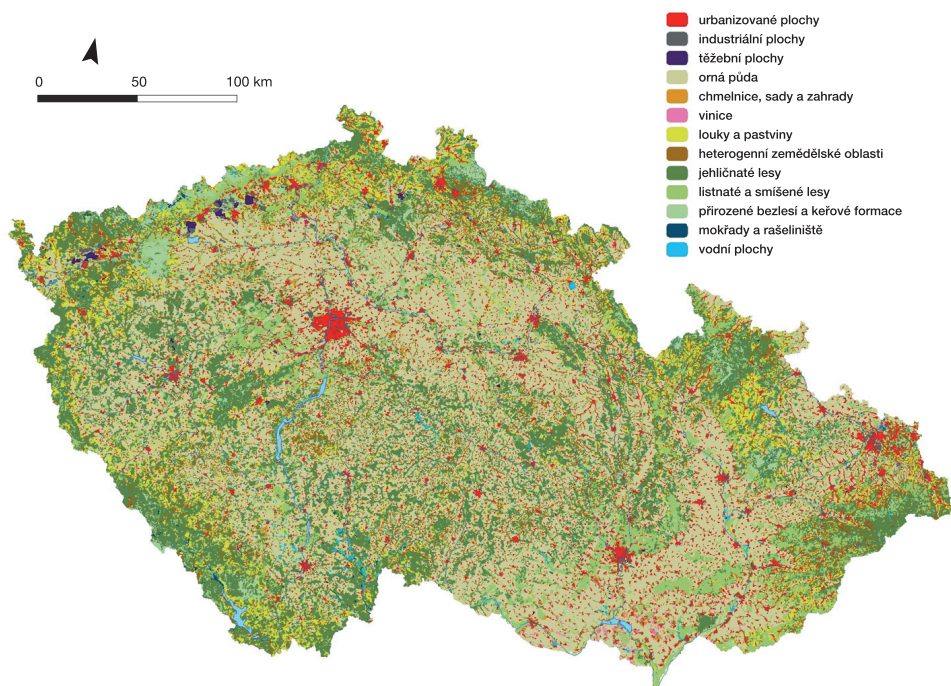 urbanizované plochy
industriální plochy
těžební plochy
orná půda
chmelnice, sady a zahrady
vinice
louky a pastviny
heterogenní zemědělské oblasti
jehličnaté lesy
listnaté a smíšené lesy
přirozené bezlesí a keřové formace
mokřady a rašeliniště
vodní plochy
0 50 100 km